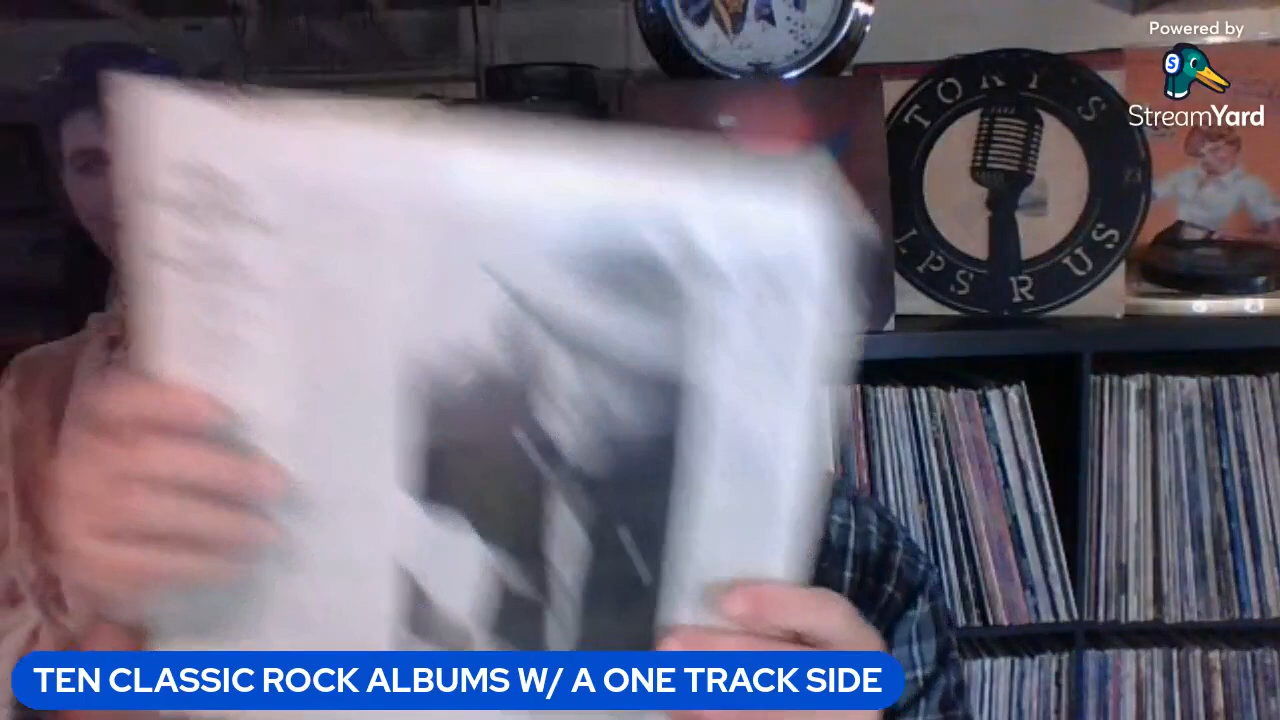 Powered by
StreamYard
TONY'S
LPS R US
TEN CLASSIC ROCK ALBUMS W/ A ONE TRACK SIDE